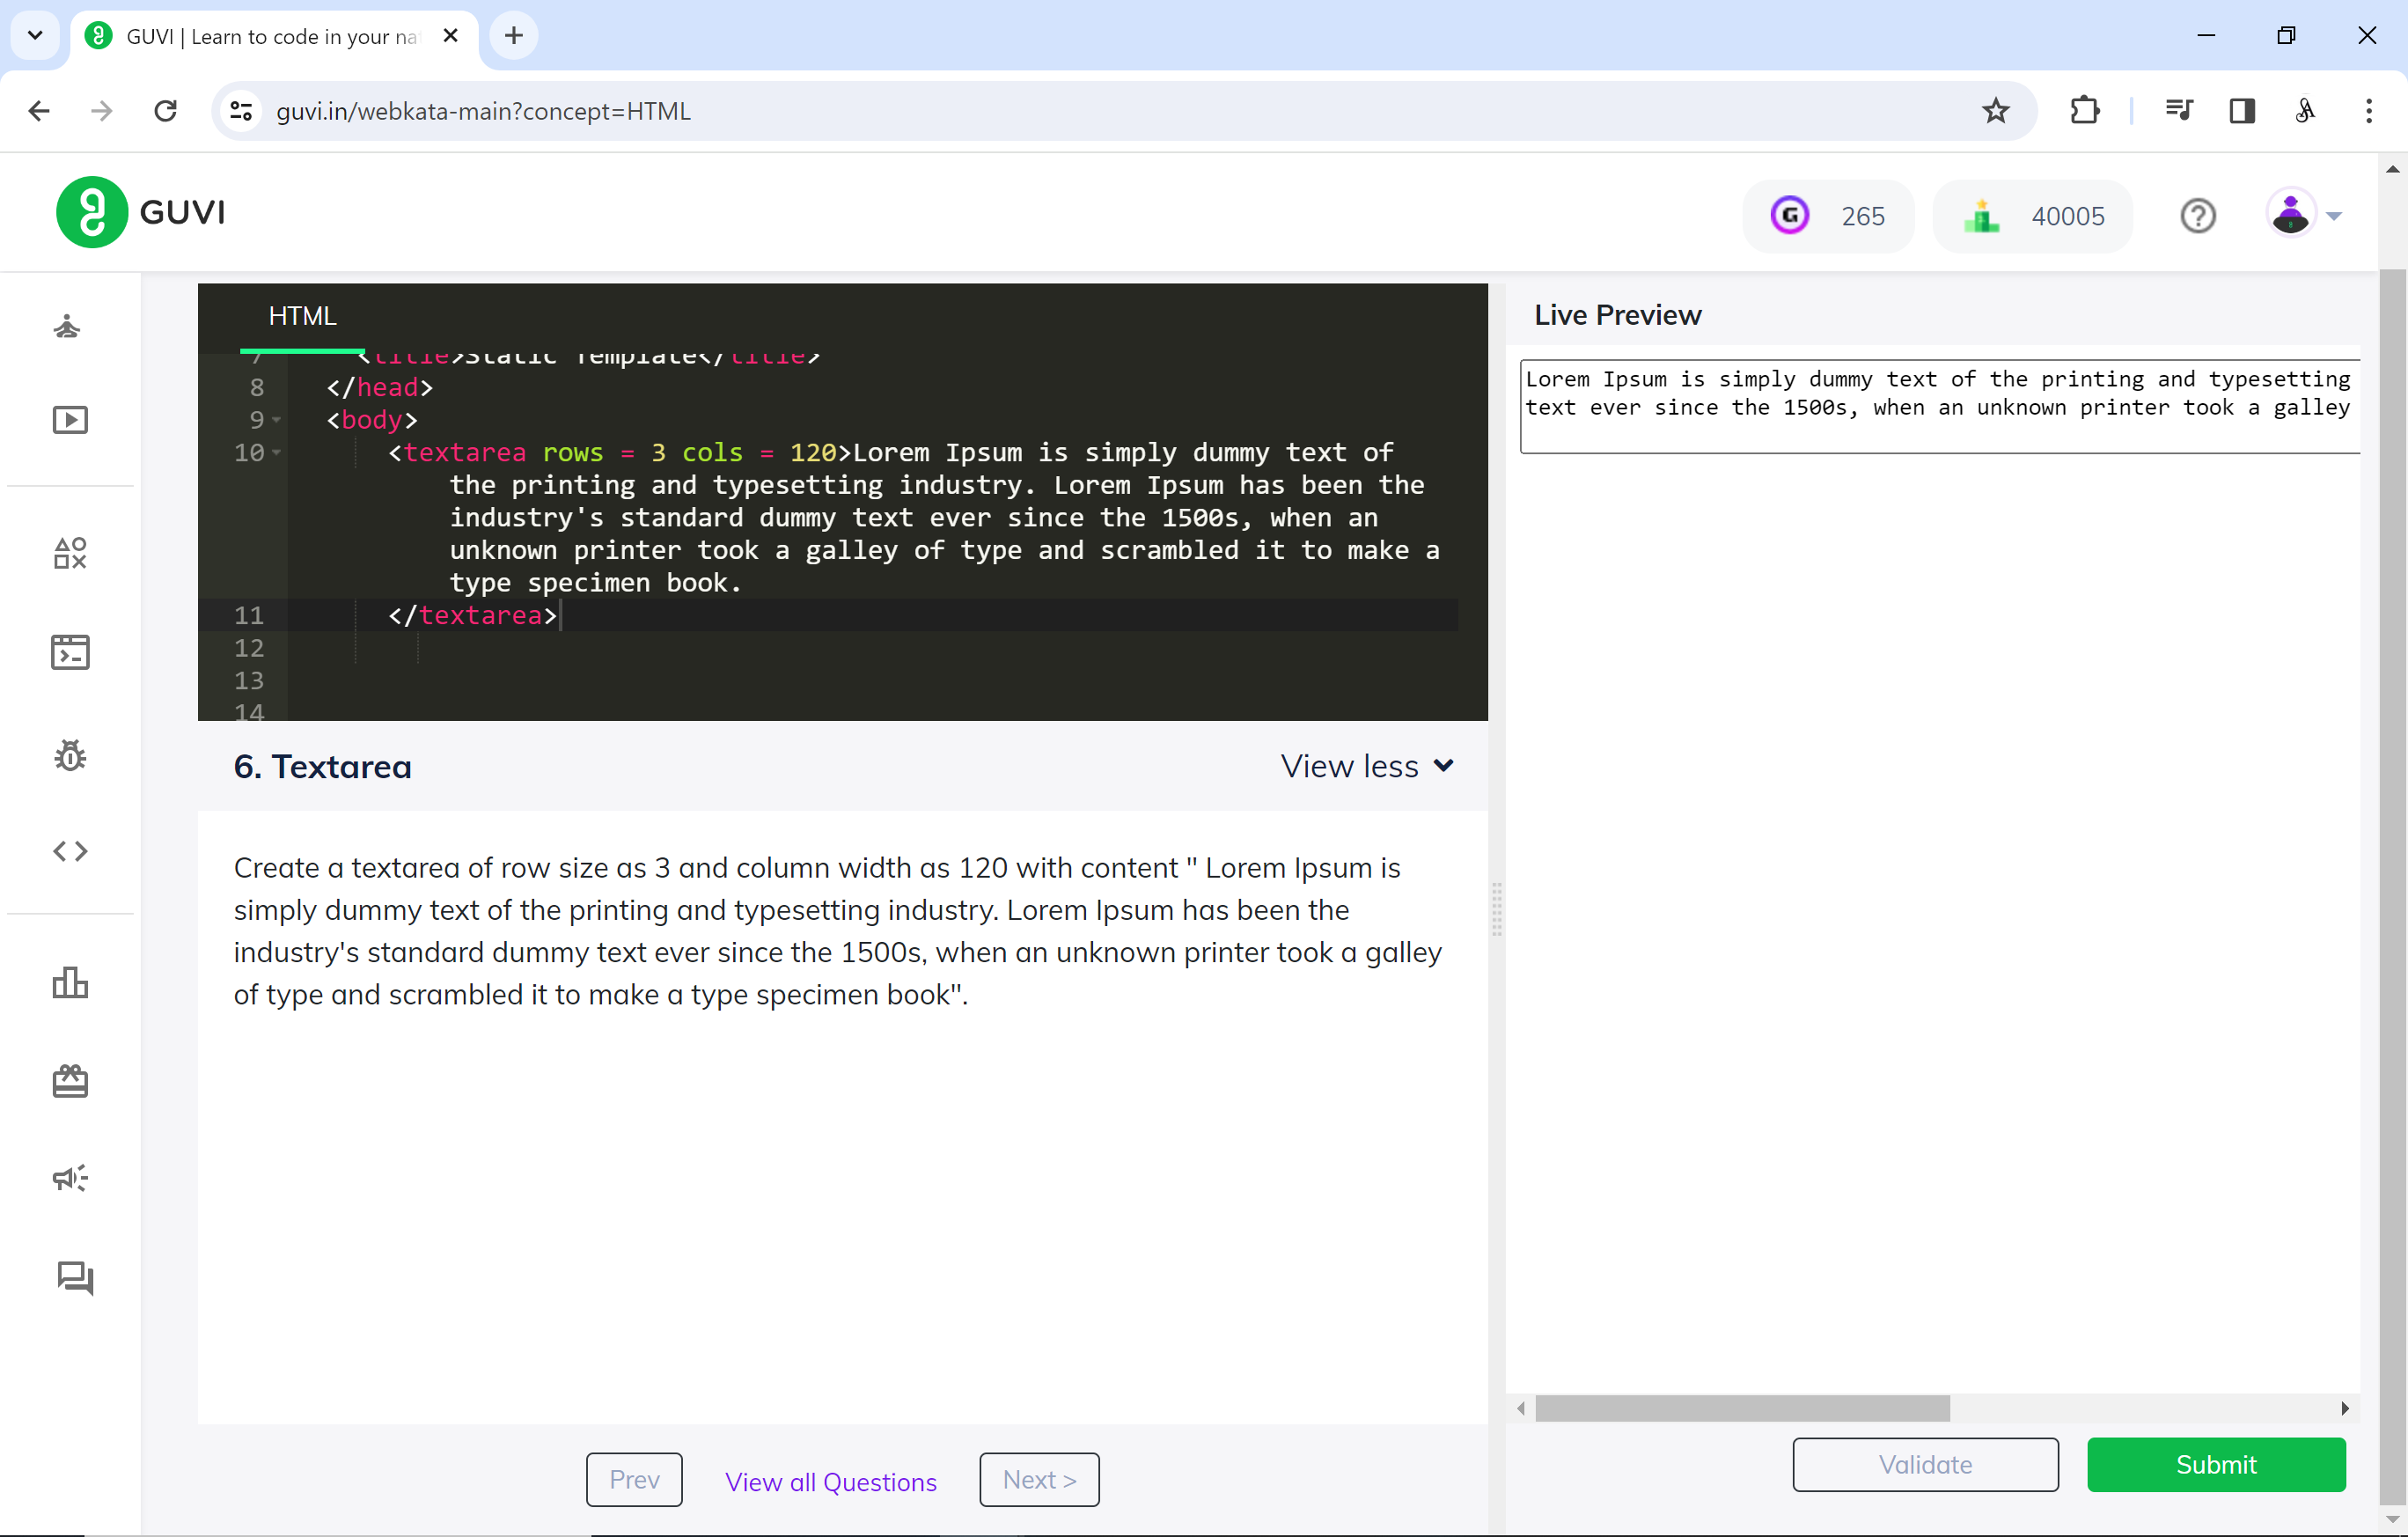 GUVI | Learn to code in your na
guvi.in/webkata-main?concept=HTML
GUVI
265
40005
HTML
7 <title>Static Template</title>
8 </head>
9 <body>
10 <textarea rows = 3 cols = 120>Lorem Ipsum is simply dummy text of
the printing and typesetting industry. Lorem Ipsum has been the
industry's standard dummy text ever since the 1500s, when an
unknown printer took a galley of type and scrambled it to make a
type specimen book.
11 </textarea>
12
13
14
Live Preview
Lorem Ipsum is simply dummy text of the printing and typesetting
text ever since the 1500s, when an unknown printer took a galley
6. Textarea
View less
Create a textarea of row size as 3 and column width as 120 with content " Lorem Ipsum is
simply dummy text of the printing and typesetting industry. Lorem Ipsum has been the
industry's standard dummy text ever since the 1500s, when an unknown printer took a galley
of type and scrambled it to make a type specimen book".
Prev
View all Questions
Next >
Validate
Submit